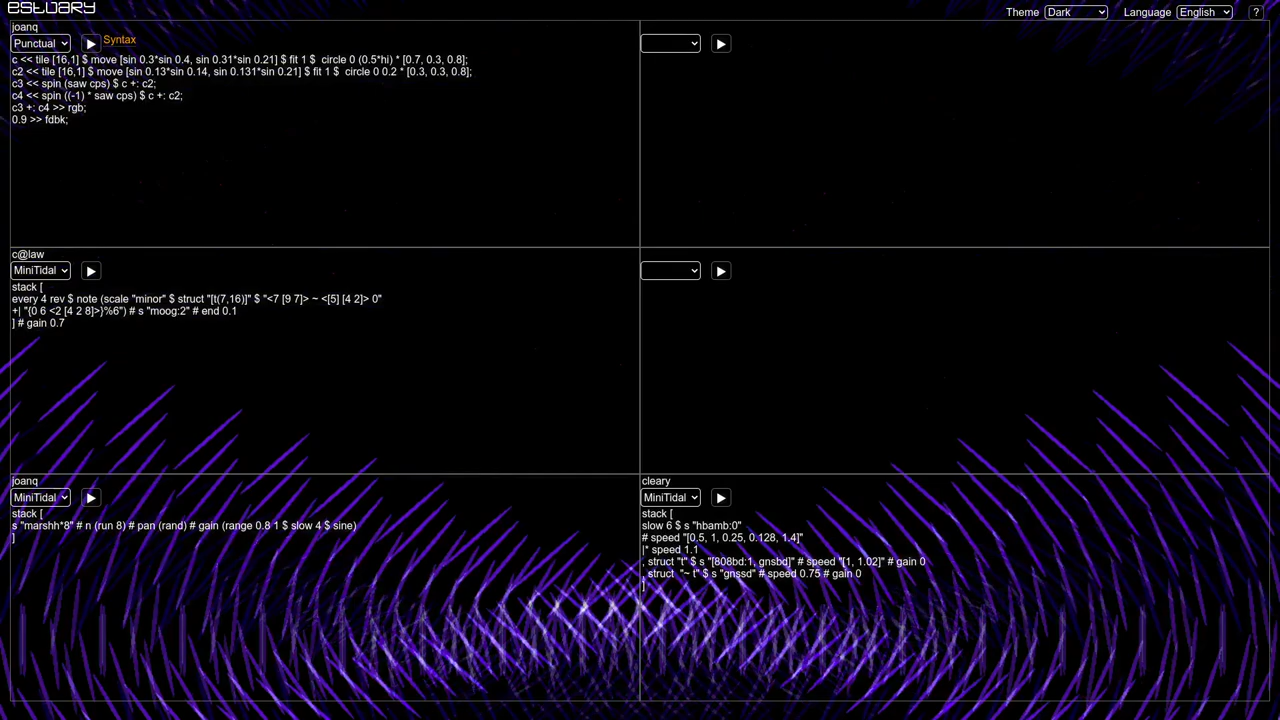 estuary
Theme Dark Language English ?
joanq
Punctual ▶ Syntax
c << tile [16,1] $ move [sin 0.3*sin 0.4, sin 0.31*sin 0.21] $ fit 1 $  circle 0 (0.5*hi) * [0.7, 0.3, 0.8];
c2 << tile [16,1] $ move [sin 0.13*sin 0.14, sin 0.131*sin 0.21] $ fit 1 $  circle 0 0.2 * [0.3, 0.3, 0.8];
c3 << spin (saw cps) $ c +: c2;
c4 << spin ((-1) * saw cps) $ c +: c2;
c3 +: c4 >> rgb;
0.9 >> fdbk;
c@law
MiniTidal ▶
stack [
every 4 rev $ note (scale "minor" $ struct "[t(7,16)]" $ "<7 [9 7]> ~ <[5] [4 2]> 0"
+| "{0 6 <2 [4 2 8]>}%6") # s "moog:2" # end 0.1
] # gain 0.7
joanq
MiniTidal ▶
stack [
s "marshh*8" # n (run 8) # pan (rand) # gain (range 0.8 1 $ slow 4 $ sine)
]
cleary
MiniTidal ▶
stack [
slow 6 $ s "hbamb:0"
# speed "[0.5, 1, 0.25, 0.128, 1.4]"
|* speed 1.1
, struct "t" $ s "[808bd:1, gnsbd]" # speed "[1, 1.02]" # gain 0
, struct  "~ t" $ s "gnssd" # speed 0.75 # gain 0
]